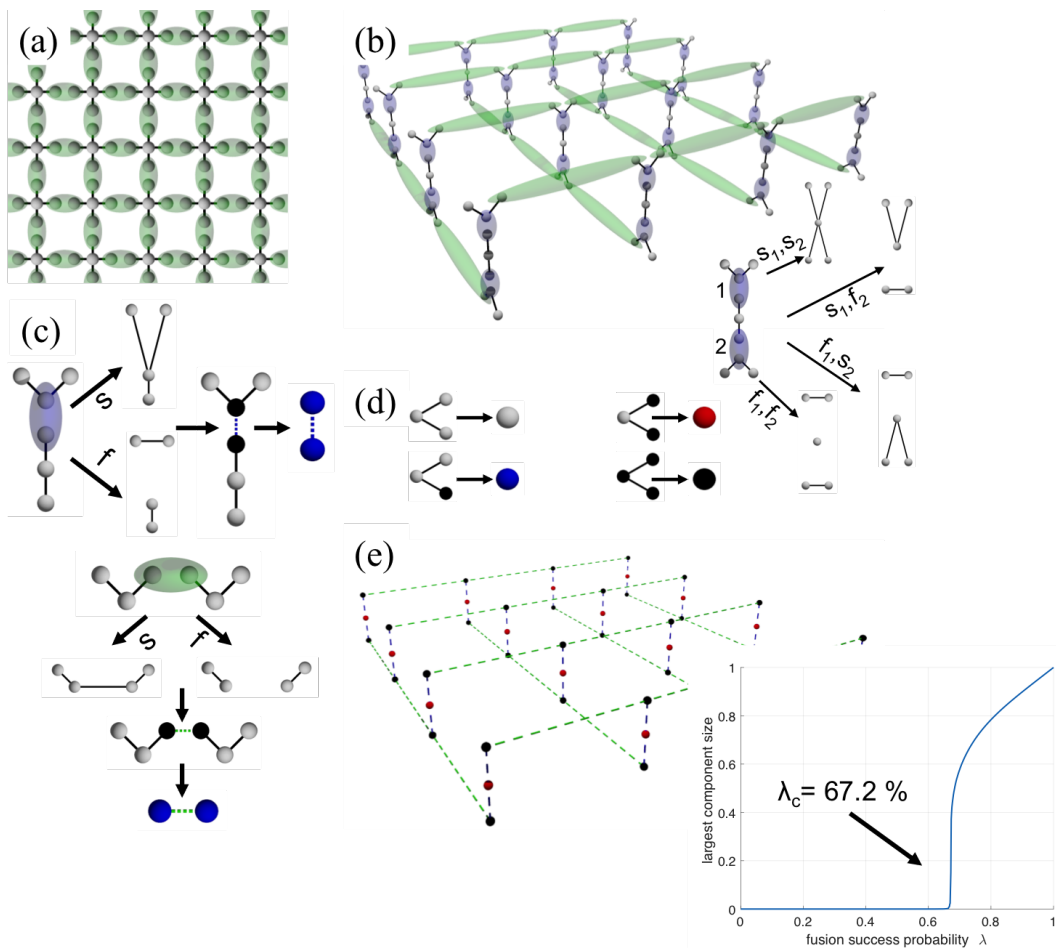 (a)
(b)
s₁,s₂
1
s₁,f₂
2
f₁,s₂
f₁,f₂
(c)
s
f
(d)
s
f
(e)
1
0.8
0.6
0.4
0.2
0
largest component size
λc= 67.2 %
0
0.2
0.4
0.6
0.8
1
fusion success probability λ